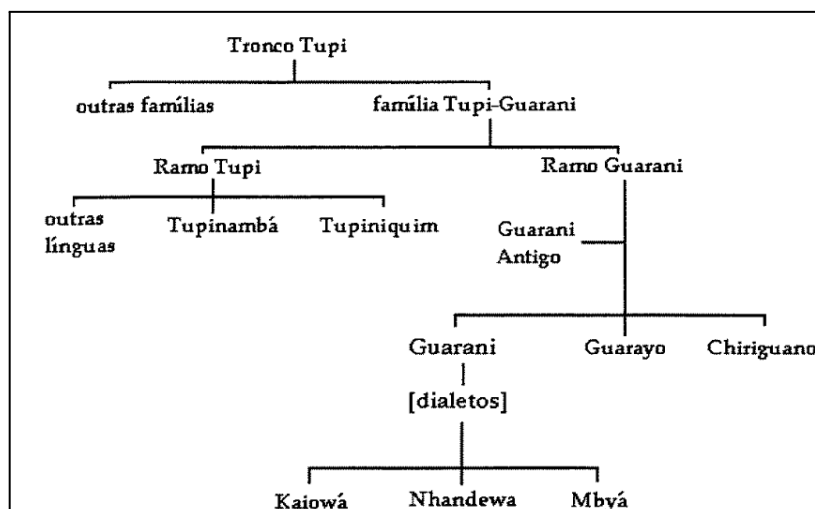 Tronco Tupi
outras famílias família Tupi-Guarani
Ramo Tupi Ramo Guarani
outras
línguas
Tupinambá Tupiniquim
Guarani
Antigo
Guarani Guarayo Chiriguano
[dialetos]
Kaiowá Nhandewa Mbyá